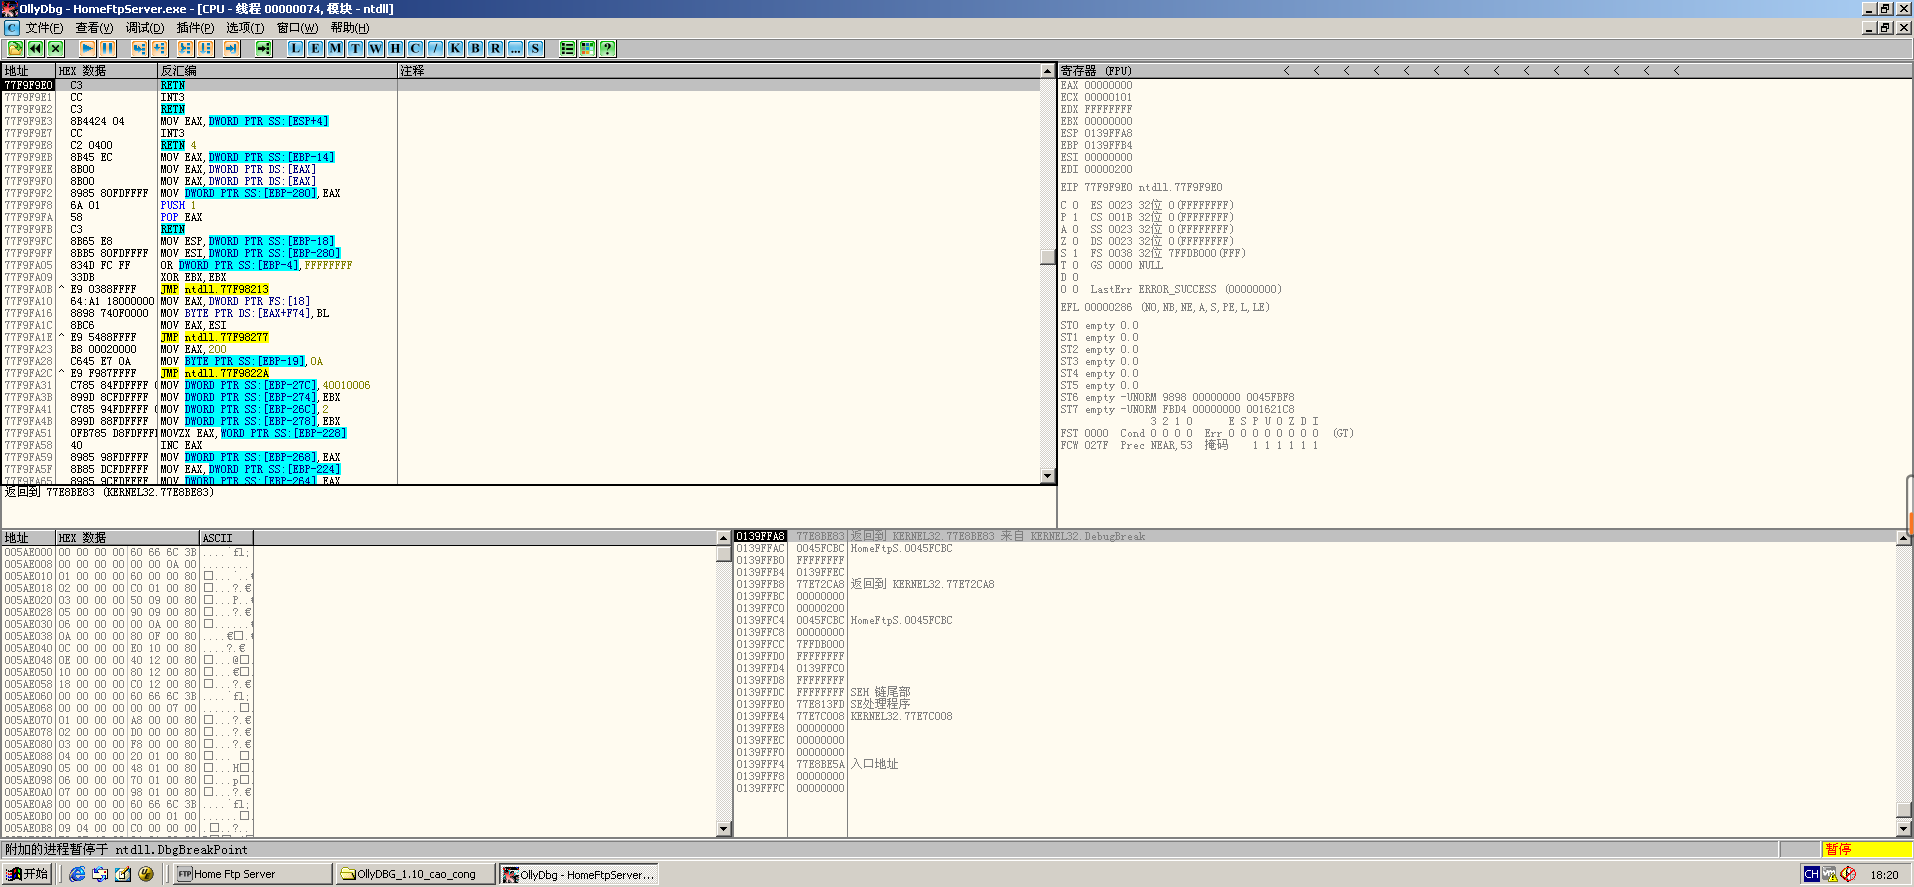 OllyDbg - HomeFtpServer.exe - [CPU - 线程 00000074, 模块 - ntdll]
C 文件(F) 查看(V) 调试(D) 插件(P) 选项(T) 窗口(W) 帮助(H)
L E M T W H C / K B R ... S ?
地址 HEX 数据 反汇编 注释
77F9F9E0 C3 RETN
77F9F9E1 CC INT3
77F9F9E2 C3 RETN
77F9F9E3 8B4424 04 MOV EAX,DWORD PTR SS:[ESP+4]
77F9F9E7 CC INT3
77F9F9E8 C2 0400 RETN 4
77F9F9EB 8B45 EC MOV EAX,DWORD PTR SS:[EBP-14]
77F9F9EE 8B00 MOV EAX,DWORD PTR DS:[EAX]
77F9F9F0 8B00 MOV EAX,DWORD PTR DS:[EAX]
77F9F9F2 8985 80FDFFFF MOV DWORD PTR SS:[EBP-280],EAX
77F9F9F8 6A 01 PUSH 1
77F9F9FA 58 POP EAX
77F9F9FB C3 RETN
77F9F9FC 8B65 E8 MOV ESP,DWORD PTR SS:[EBP-18]
77F9F9FF 8BB5 80FDFFFF MOV ESI,DWORD PTR SS:[EBP-280]
77F9FA05 834D FC FF OR DWORD PTR SS:[EBP-4],FFFFFFFF
77F9FA09 33DB XOR EBX,EBX
77F9FA0B ^ E9 0388FFFF JMP ntdll.77F98213
77F9FA10 64:A1 18000000 MOV EAX,DWORD PTR FS:[18]
77F9FA16 8898 740F0000 MOV BYTE PTR DS:[EAX+F74],BL
77F9FA1C 8BC6 MOV EAX,ESI
77F9FA1E ^ E9 5488FFFF JMP ntdll.77F98277
77F9FA23 B8 00020000 MOV EAX,200
77F9FA28 C645 E7 0A MOV BYTE PTR SS:[EBP-19],0A
77F9FA2C ^ E9 F987FFFF JMP ntdll.77F9822A
77F9FA31 C785 84FDFFFF MOV DWORD PTR SS:[EBP-27C],40010006
77F9FA3B 899D 8CFDFFFF MOV DWORD PTR SS:[EBP-274],EBX
77F9FA41 C785 94FDFFFF MOV DWORD PTR SS:[EBP-26C],2
77F9FA4B 899D 88FDFFFF MOV DWORD PTR SS:[EBP-278],EBX
77F9FA51 0FB785 D8FDFFF MOVZX EAX,WORD PTR SS:[EBP-228]
77F9FA58 40 INC EAX
77F9FA59 8985 98FDFFFF MOV DWORD PTR SS:[EBP-268],EAX
77F9FA5F 8B85 DCFDFFFF MOV EAX,DWORD PTR SS:[EBP-224]
77F9FA65 8985 9CFDFFFF MOV DWORD PTR SS:[EBP-264],EAX
返回到 77E8BE83 (KERNEL32.77E8BE83)
寄存器 (FPU) < < < < < < < < < < < < < <
EAX 00000000
ECX 00000101
EDX FFFFFFFF
EBX 00000000
ESP 0139FFA8
EBP 0139FFB4
ESI 00000000
EDI 00000200
EIP 77F9F9E0 ntdll.77F9F9E0
C 0 ES 0023 32位 0(FFFFFFFF)
P 1 CS 001B 32位 0(FFFFFFFF)
A 0 SS 0023 32位 0(FFFFFFFF)
Z 0 DS 0023 32位 0(FFFFFFFF)
S 1 FS 0038 32位 7FFDB000(FFF)
T 0 GS 0000 NULL
D 0
O 0 LastErr ERROR_SUCCESS (00000000)
EFL 00000286 (NO,NB,NE,A,S,PE,L,LE)
ST0 empty 0.0
ST1 empty 0.0
ST2 empty 0.0
ST3 empty 0.0
ST4 empty 0.0
ST5 empty 0.0
ST6 empty -UNORM 9898 00000000 0045FBF8
ST7 empty -UNORM FBD4 00000000 001621C8
3 2 1 0 E S P U O Z D I
FST 0000 Cond 0 0 0 0 Err 0 0 0 0 0 0 0 0 (GT)
FCW 027F Prec NEAR,53 掩码 1 1 1 1 1 1
地址 HEX 数据 ASCII
005AE000 00 00 00 00 60 66 6C 3B ....`fl;
005AE008 00 00 00 00 00 00 0A 00 ........
005AE010 01 00 00 00 60 00 00 80 □...`..€
005AE018 02 00 00 00 C0 01 00 80 □...?.€
005AE020 03 00 00 00 50 09 00 80 □...P..€
005AE028 05 00 00 00 90 09 00 80 □...?.€
005AE030 06 00 00 00 00 0A 00 80 □......€
005AE038 0A 00 00 00 80 0F 00 80 ....€□.€
005AE040 0C 00 00 00 E0 10 00 80 ....?.€
005AE048 0E 00 00 00 40 12 00 80 □...@□.
005AE050 10 00 00 00 80 12 00 80 □...€□.
005AE058 18 00 00 00 C0 12 00 80 □...?.€
005AE060 00 00 00 00 60 66 6C 3B ....`fl;
005AE068 00 00 00 00 00 00 07 00 ......□.
005AE070 01 00 00 00 A8 00 00 80 □...?.€
005AE078 02 00 00 00 D0 00 00 80 □...?.€
005AE080 03 00 00 00 F8 00 00 80 □...?.€
005AE088 04 00 00 00 20 01 00 80 □... □.
005AE090 05 00 00 00 48 01 00 80 □...H□.
005AE098 06 00 00 00 70 01 00 80 □...p□.
005AE0A0 07 00 00 00 98 01 00 80 □...?.€
005AE0A8 00 00 00 00 60 66 6C 3B ....`fl;
005AE0B0 00 00 00 00 00 00 01 00 ......□.
005AE0B8 09 04 00 00 C0 00 00 00 .□..?..
0139FFA8 77E8BE83 返回到 KERNEL32.77E8BE83 来自 KERNEL32.DebugBreak
0139FFAC 0045FCBC HomeFtpS.0045FCBC
0139FFB0 FFFFFFFF
0139FFB4 0139FFEC
0139FFB8 77E72CA8 返回到 KERNEL32.77E72CA8
0139FFBC 00000000
0139FFC0 00000200
0139FFC4 0045FCBC HomeFtpS.0045FCBC
0139FFC8 00000000
0139FFCC 7FFDB000
0139FFD0 FFFFFFFF
0139FFD4 0139FFC0
0139FFD8 FFFFFFFF
0139FFDC FFFFFFFF SEH 链尾部
0139FFE0 77E813FD SE处理程序
0139FFE4 77E7C008 KERNEL32.77E7C008
0139FFE8 00000000
0139FFEC 00000000
0139FFF0 00000000
0139FFF4 77E8BE5A 入口地址
0139FFF8 00000000
0139FFFC 00000000
附加的进程暂停于 ntdll.DbgBreakPoint 暂停
开始 Home Ftp Server OllyDBG_1.10_cao_cong OllyDbg - HomeFtpServer... CH 18:20